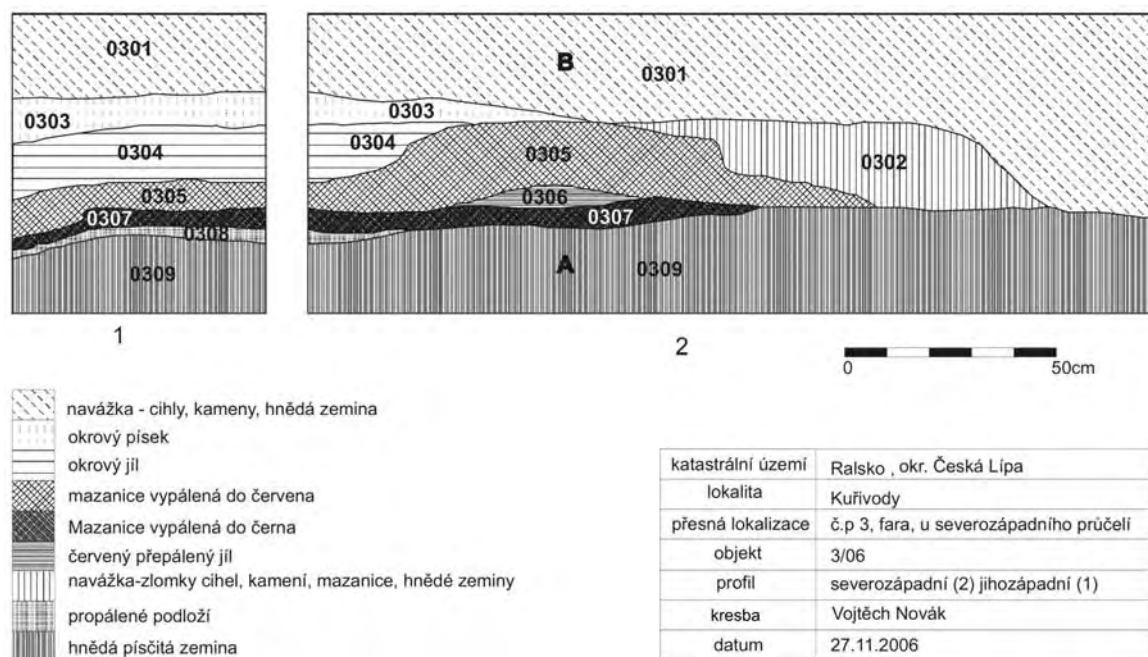 0301
0303
0304
0305
0307
0308
0309
1
B
0301
0303
0304
0305
0302
0306
0307
A
0309
2
0 50cm
navážka - cihly, kameny, hnědá zemina
okrový písek
okrový jíl
mazanice vypálená do červena
Mazanice vypálená do černa
červený přepálený jíl
navážka-zlomky cihel, kamení, mazanice, hnědé zeminy
propálené podloží
hnědá písčitá zemina
katastrální území Ralsko , okr. Česká Lípa
lokalita Kuřivody
přesná lokalizace č.p 3, fara, u severozápadního průčelí
objekt 3/06
profil severozápadní (2) jihozápadní (1)
kresba Vojtěch Novák
datum 27.11.2006